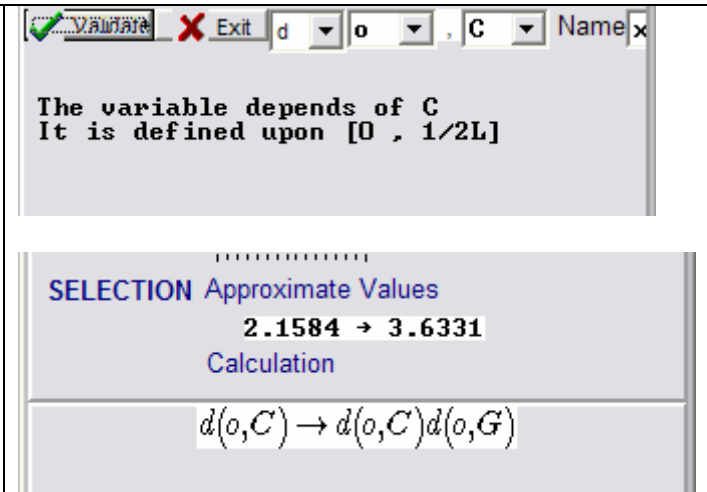 Validate Exit d o , C Name x
The variable depends of C
It is defined upon [0 , 1/2L]
SELECTION Approximate Values
2.1584 → 3.6331
Calculation
d(o,C) → d(o,C)d(o,G)